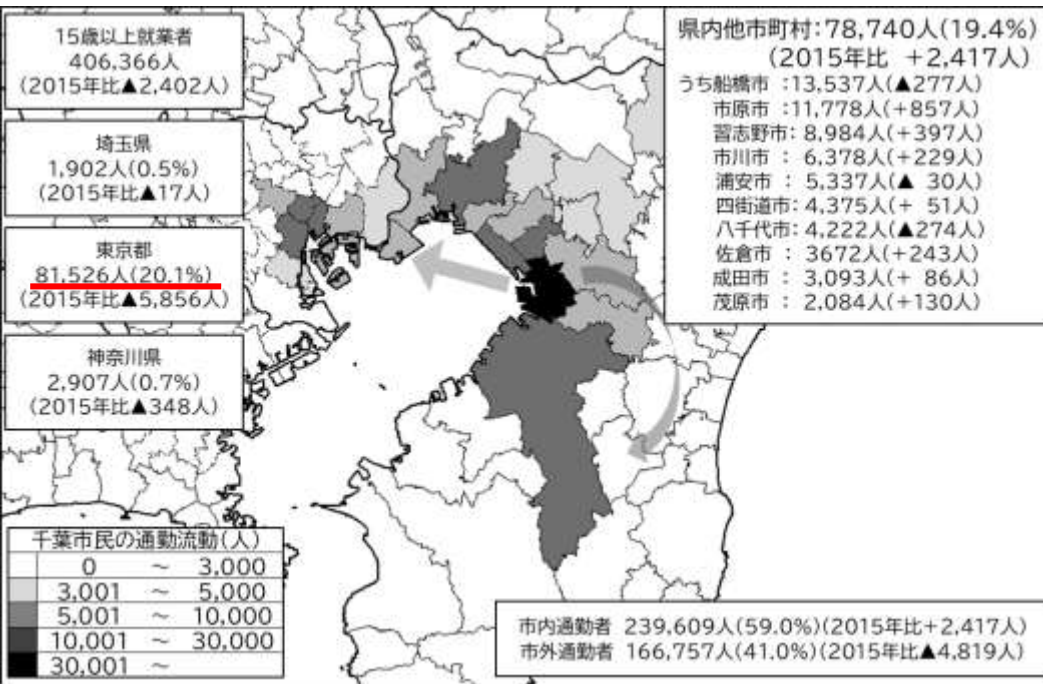 15歳以上就業者
406,366人
(2015年比▲2,402人)
埼玉県
1,902人(0.5%)
(2015年比▲17人)
東京都
81,526人(20.1%)
(2015年比▲5,856人)
神奈川県
2,907人(0.7%)
(2015年比▲348人)
県内他市町村:78,740人(19.4%)
(2015年比 +2,417人)
うち船橋市 :13,537人(▲277人)
市原市 :11,778人(+857人)
習志野市: 8,984人(+397人)
市川市 : 6,378人(+229人)
浦安市 : 5,337人(▲ 30人)
四街道市: 4,375人(+ 51人)
八千代市: 4,222人(▲274人)
佐倉市 : 3672人(+243人)
成田市 : 3,093人(+ 86人)
茂原市 : 2,084人(+130人)
千葉市民の通勤流動(人)
0 ~ 3,000
3,001 ~ 5,000
5,001 ~ 10,000
10,001 ~ 30,000
30,001 ~
市内通勤者 239,609人(59.0%)(2015年比+2,417人)
市外通勤者 166,757人(41.0%)(2015年比▲4,819人)